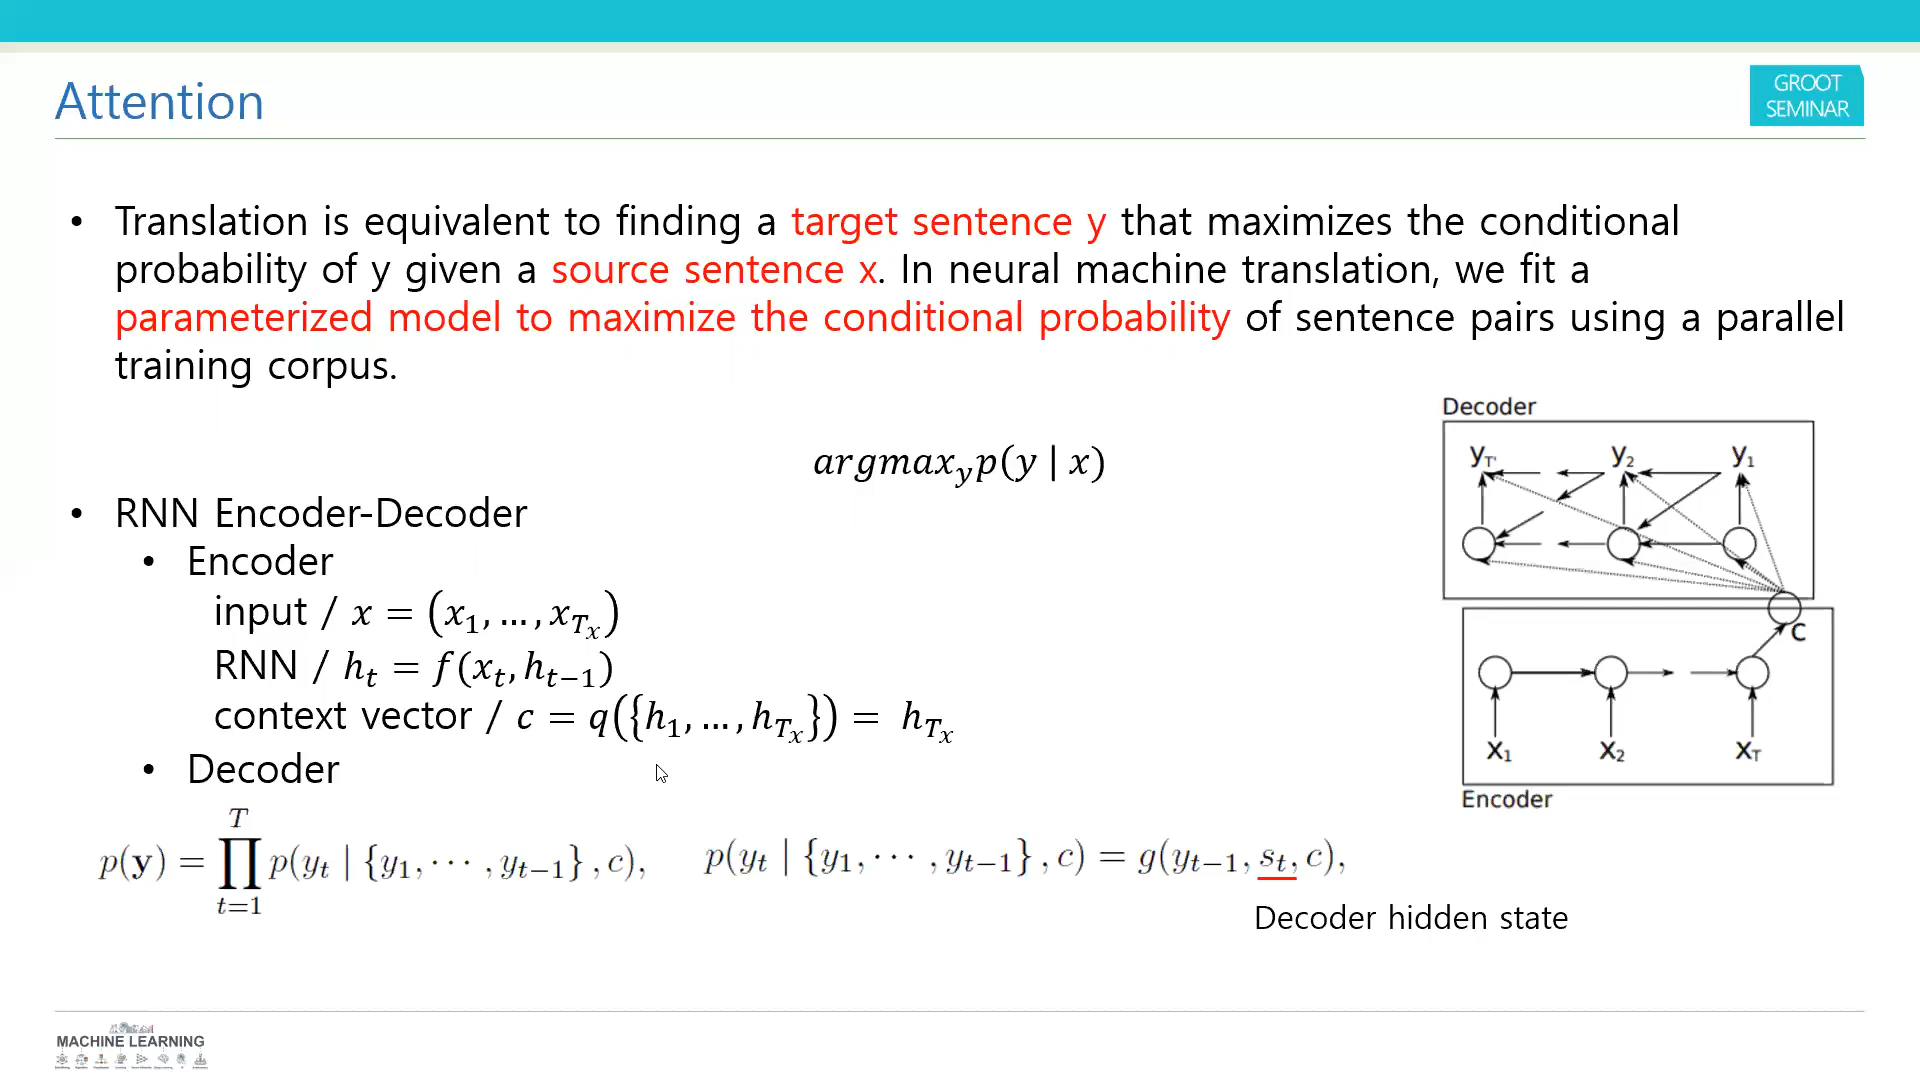 Attention
GROOT
SEMINAR
• Translation is equivalent to finding a target sentence y that maximizes the conditional
probability of y given a source sentence x. In neural machine translation, we fit a
parameterized model to maximize the conditional probability of sentence pairs using a parallel
training corpus.
argmax_y p(y | x)
• RNN Encoder-Decoder
• Encoder
input / x = (x_1, …, x_{T_x})
RNN / h_t = f(x_t, h_{t−1})
context vector / c = q({h_1, …, h_{T_x}}) = h_{T_x}
• Decoder
p(y) = ∏_{t=1}^{T} p(y_t | {y_1, ⋯ , y_{t−1}} , c),
p(y_t | {y_1, ⋯ , y_{t−1}} , c) = g(y_{t−1}, s_t, c),
Decoder hidden state
Decoder
y_{T'} y_2 y_1
c
x_1 x_2 x_T
Encoder
MACHINE LEARNING